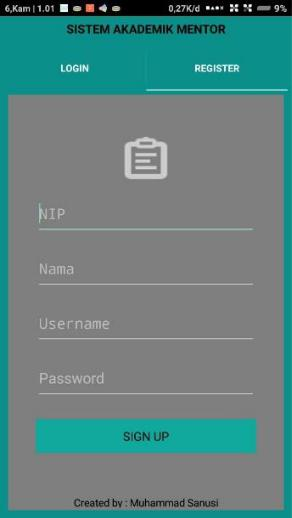 6,Kam | 1.01 0,27K/d 9%
SISTEM AKADEMIK MENTOR
LOGIN REGISTER
NIP
Nama
Username
Password
SIGN UP
Created by : Muhammad Sanusi